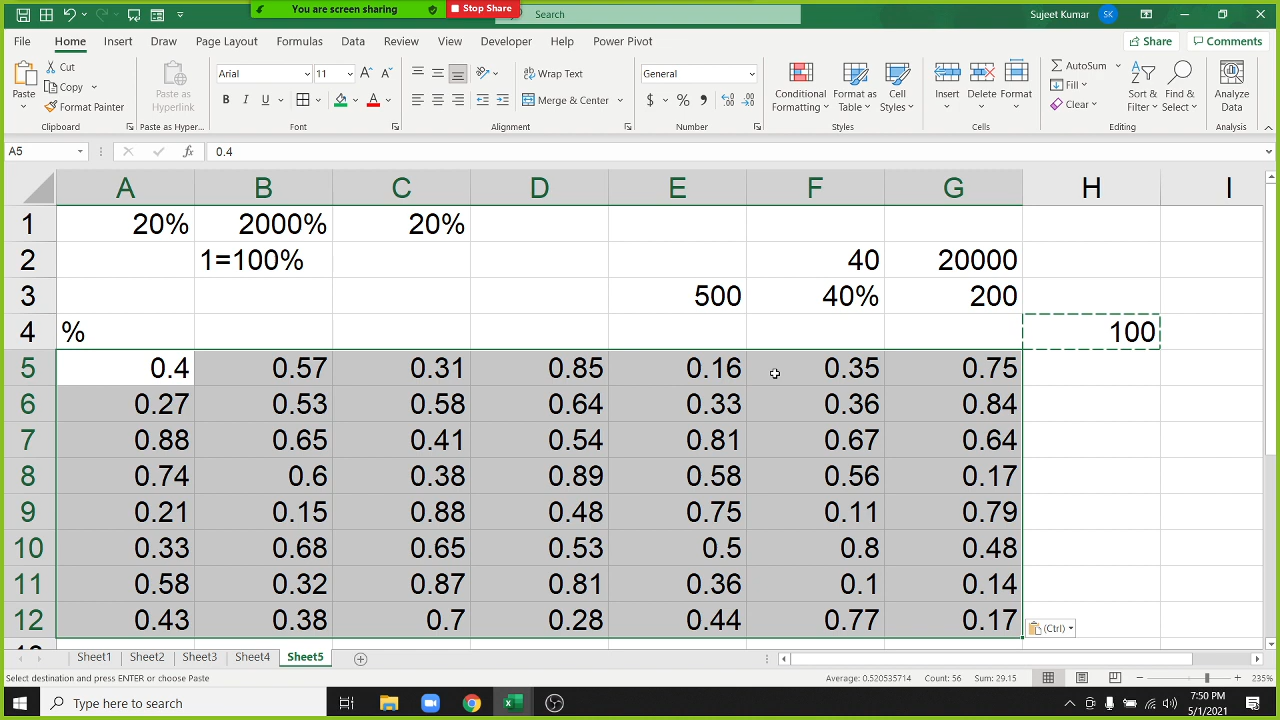 You are screen sharing
Stop Share
Search
Sujeet Kumar
SK
File Home Insert Draw Page Layout Formulas Data Review View Developer Help Power Pivot
Share
Comments
Paste
Cut
Copy
Format Painter
Clipboard
Paste as Hyperlink
Paste as Hyper...
Arial
11
B I U
Font
Wrap Text
Merge & Center
Alignment
General
$ % ,
Number
Conditional Formatting
Format as Table
Cell Styles
Styles
Insert
Delete
Format
Cells
AutoSum
Fill
Clear
Sort & Filter
Find & Select
Editing
Analyze Data
Analysis
A5
fx
0.4
A B C D E F G H I
1 20% 2000% 20%
2 1=100% 40 20000
3 500 40% 200
4 % 100
5 0.4 0.57 0.31 0.85 0.16 0.35 0.75
6 0.27 0.53 0.58 0.64 0.33 0.36 0.84
7 0.88 0.65 0.41 0.54 0.81 0.67 0.64
8 0.74 0.6 0.38 0.89 0.58 0.56 0.17
9 0.21 0.15 0.88 0.48 0.75 0.11 0.79
10 0.33 0.68 0.65 0.53 0.5 0.8 0.48
11 0.58 0.32 0.87 0.81 0.36 0.1 0.14
12 0.43 0.38 0.7 0.28 0.44 0.77 0.17
(Ctrl)
Sheet1 Sheet2 Sheet3 Sheet4 Sheet5
Select destination and press ENTER or choose Paste
Average: 0.520535714 Count: 56 Sum: 29.15
235%
Type here to search
7:50 PM
5/1/2021